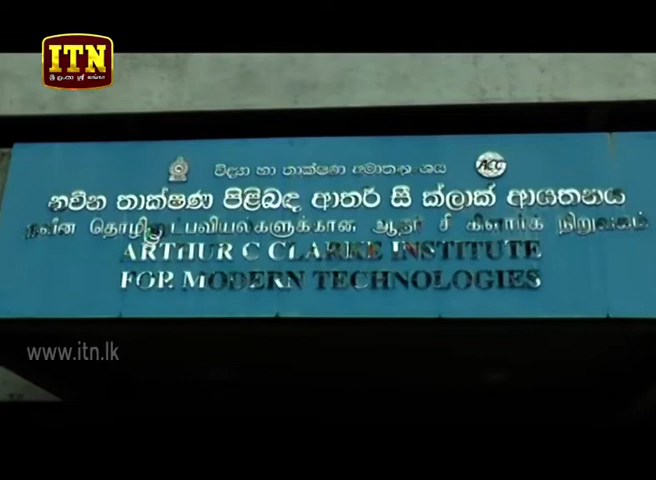 ITN
විද්‍යා හා තාක්ෂණ අමාත්‍යාංශය
ACC
නවීන තාක්ෂණ පිළිබඳ ආතර් සී ක්ලාක් ආයතනය
நவீன தொழினுட்பவியல்களுக்கான ஆதர் சி கிளார்க் நிறுவகம்
ARTHUR C CLARKE INSTITUTE
FOR MODERN TECHNOLOGIES
www.itn.lk